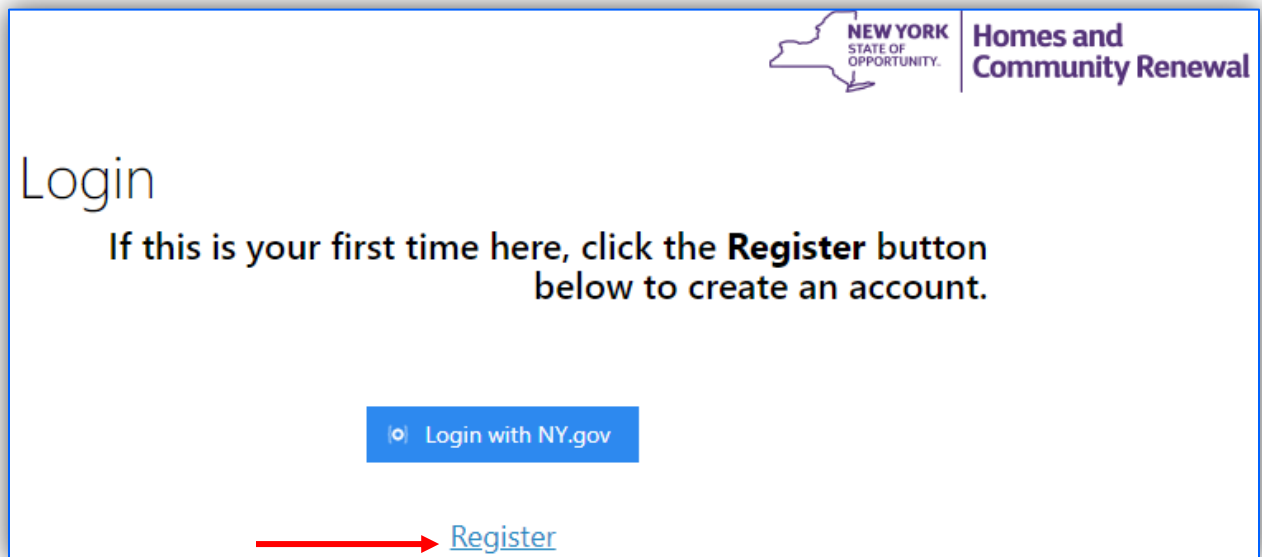 NEW YORK
STATE OF
OPPORTUNITY.
Homes and
Community Renewal
Login
If this is your first time here, click the Register button
below to create an account.
Login with NY.gov
Register